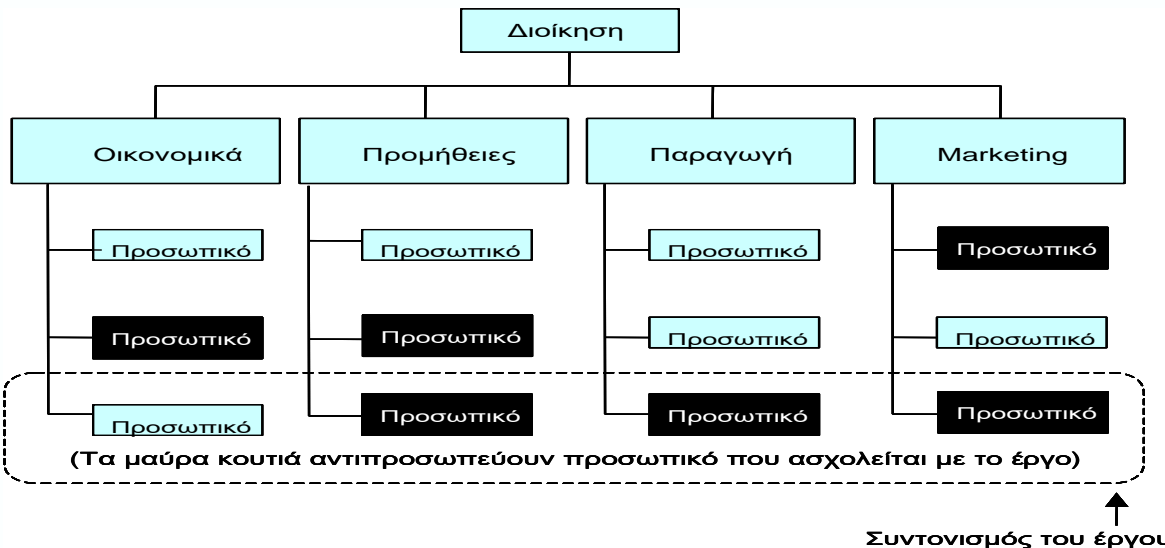 Διοίκηση
Οικονομικά Προμήθειες Παραγωγή Marketing
Προσωπικό Προσωπικό Προσωπικό Προσωπικό
Προσωπικό Προσωπικό Προσωπικό Προσωπικό
Προσωπικό Προσωπικό Προσωπικό Προσωπικό
(Τα μαύρα κουτιά αντιπροσωπεύουν προσωπικό που ασχολείται με το έργο)
Συντονισμός του έργου